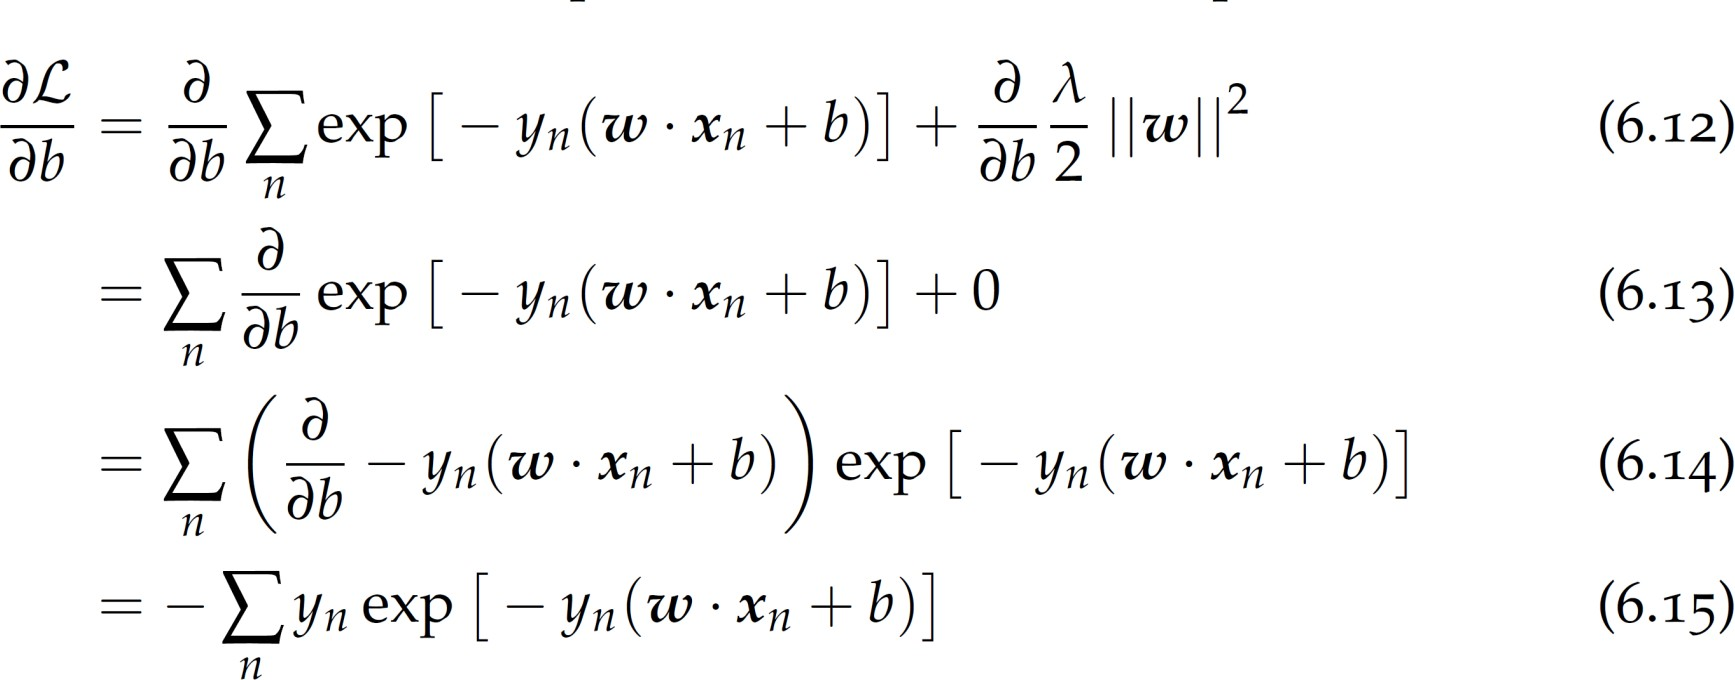 ∂ℒ/∂b = ∂/∂b ∑_n exp [ − y_n(w · x_n + b)] + ∂/∂b λ/2 ||w||² (6.12)
= ∑_n ∂/∂b exp [ − y_n(w · x_n + b)] + 0 (6.13)
= ∑_n (∂/∂b − y_n(w · x_n + b)) exp [ − y_n(w · x_n + b)] (6.14)
= − ∑_n y_n exp [ − y_n(w · x_n + b)] (6.15)